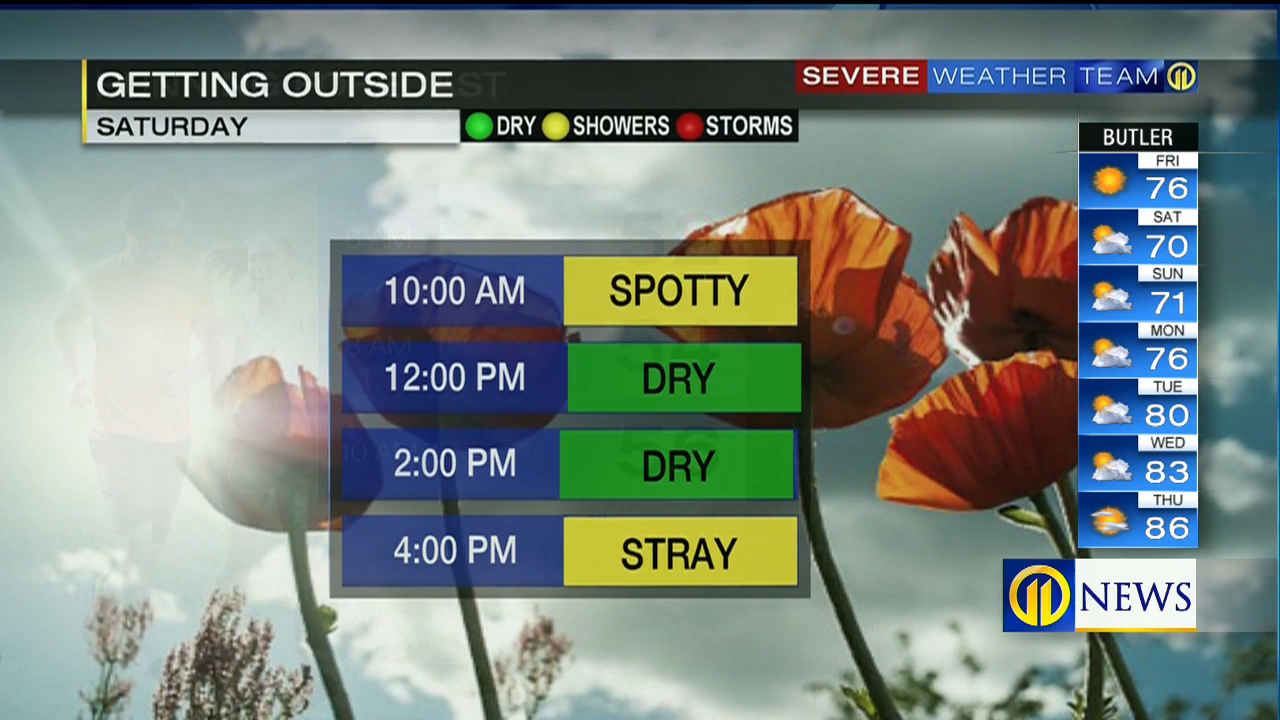 GETTING OUTSIDE
SEVERE WEATHER TEAM 11
SATURDAY
DRY SHOWERS STORMS
BUTLER
FRI
76
SAT
70
SUN
71
MON
76
TUE
80
WED
83
THU
86
10:00 AM SPOTTY
12:00 PM DRY
2:00 PM DRY
4:00 PM STRAY
11 NEWS